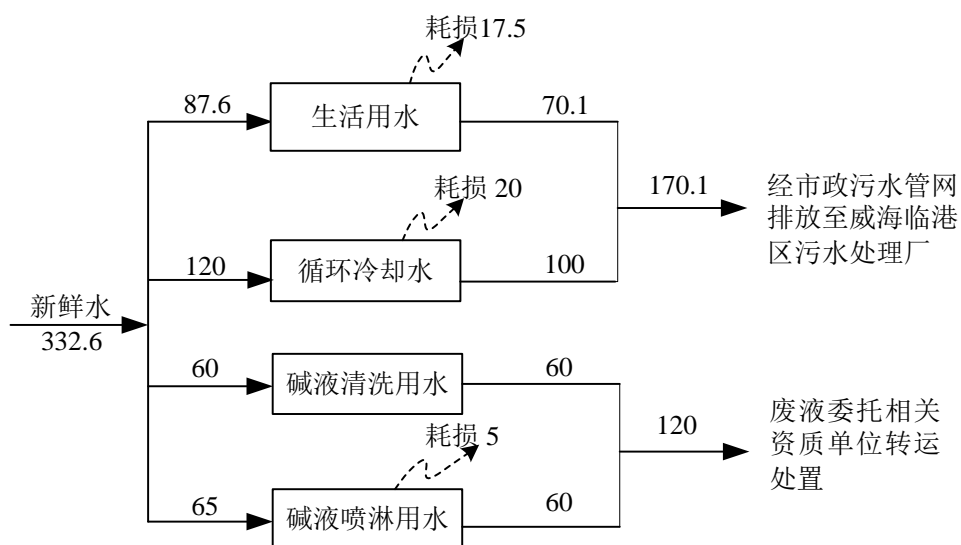 耗损17.5
87.6
生活用水
70.1
耗损 20
170.1
经市政污水管网
排放至威海临港
区污水处理厂
120
循环冷却水
100
新鲜水
332.6
60
碱液清洗用水
60
耗损 5
120
废液委托相关
资质单位转运
处置
65
碱液喷淋用水
60